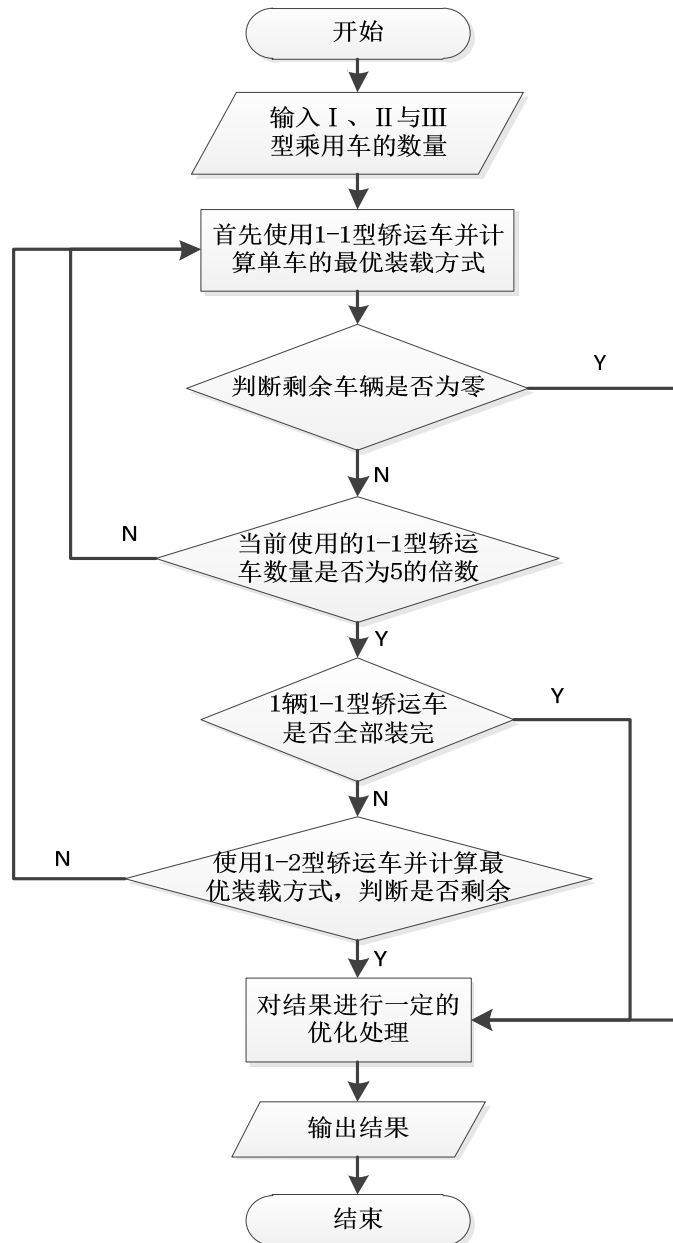 开始
输入Ⅰ、Ⅱ与Ⅲ
型乘用车的数量
首先使用1-1型轿运车并计
算单车的最优装载方式
判断剩余车辆是否为零
Y
N
当前使用的1-1型轿运
车数量是否为5的倍数
N
Y
1辆1-1型轿运车
是否全部装完
Y
N
使用1-2型轿运车并计算最
优装载方式，判断是否剩余
N
Y
对结果进行一定的
优化处理
输出结果
结束